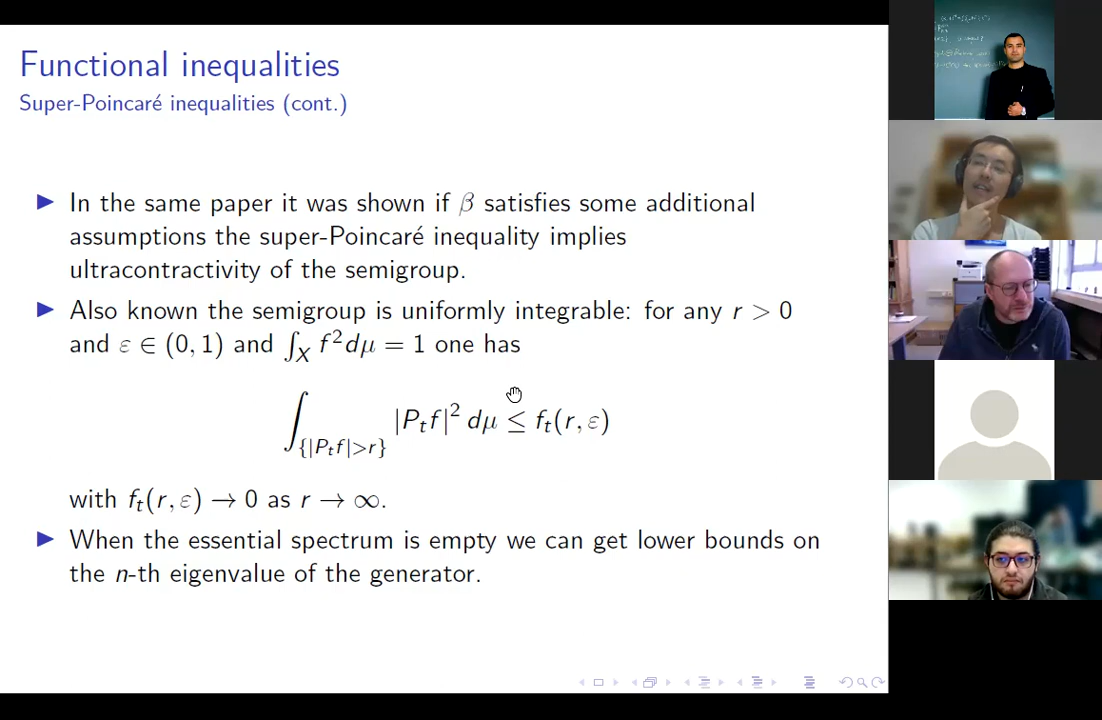 Functional inequalities
Super-Poincaré inequalities (cont.)
▶ In the same paper it was shown if β satisfies some additional
assumptions the super-Poincaré inequality implies
ultracontractivity of the semigroup.
▶ Also known the semigroup is uniformly integrable: for any r > 0
and ε ∈ (0, 1) and ∫_X f²dμ = 1 one has
∫_{|P_t f|>r} |P_t f|² dμ ≤ f_t(r, ε)
with f_t(r, ε) → 0 as r → ∞.
▶ When the essential spectrum is empty we can get lower bounds on
the n-th eigenvalue of the generator.